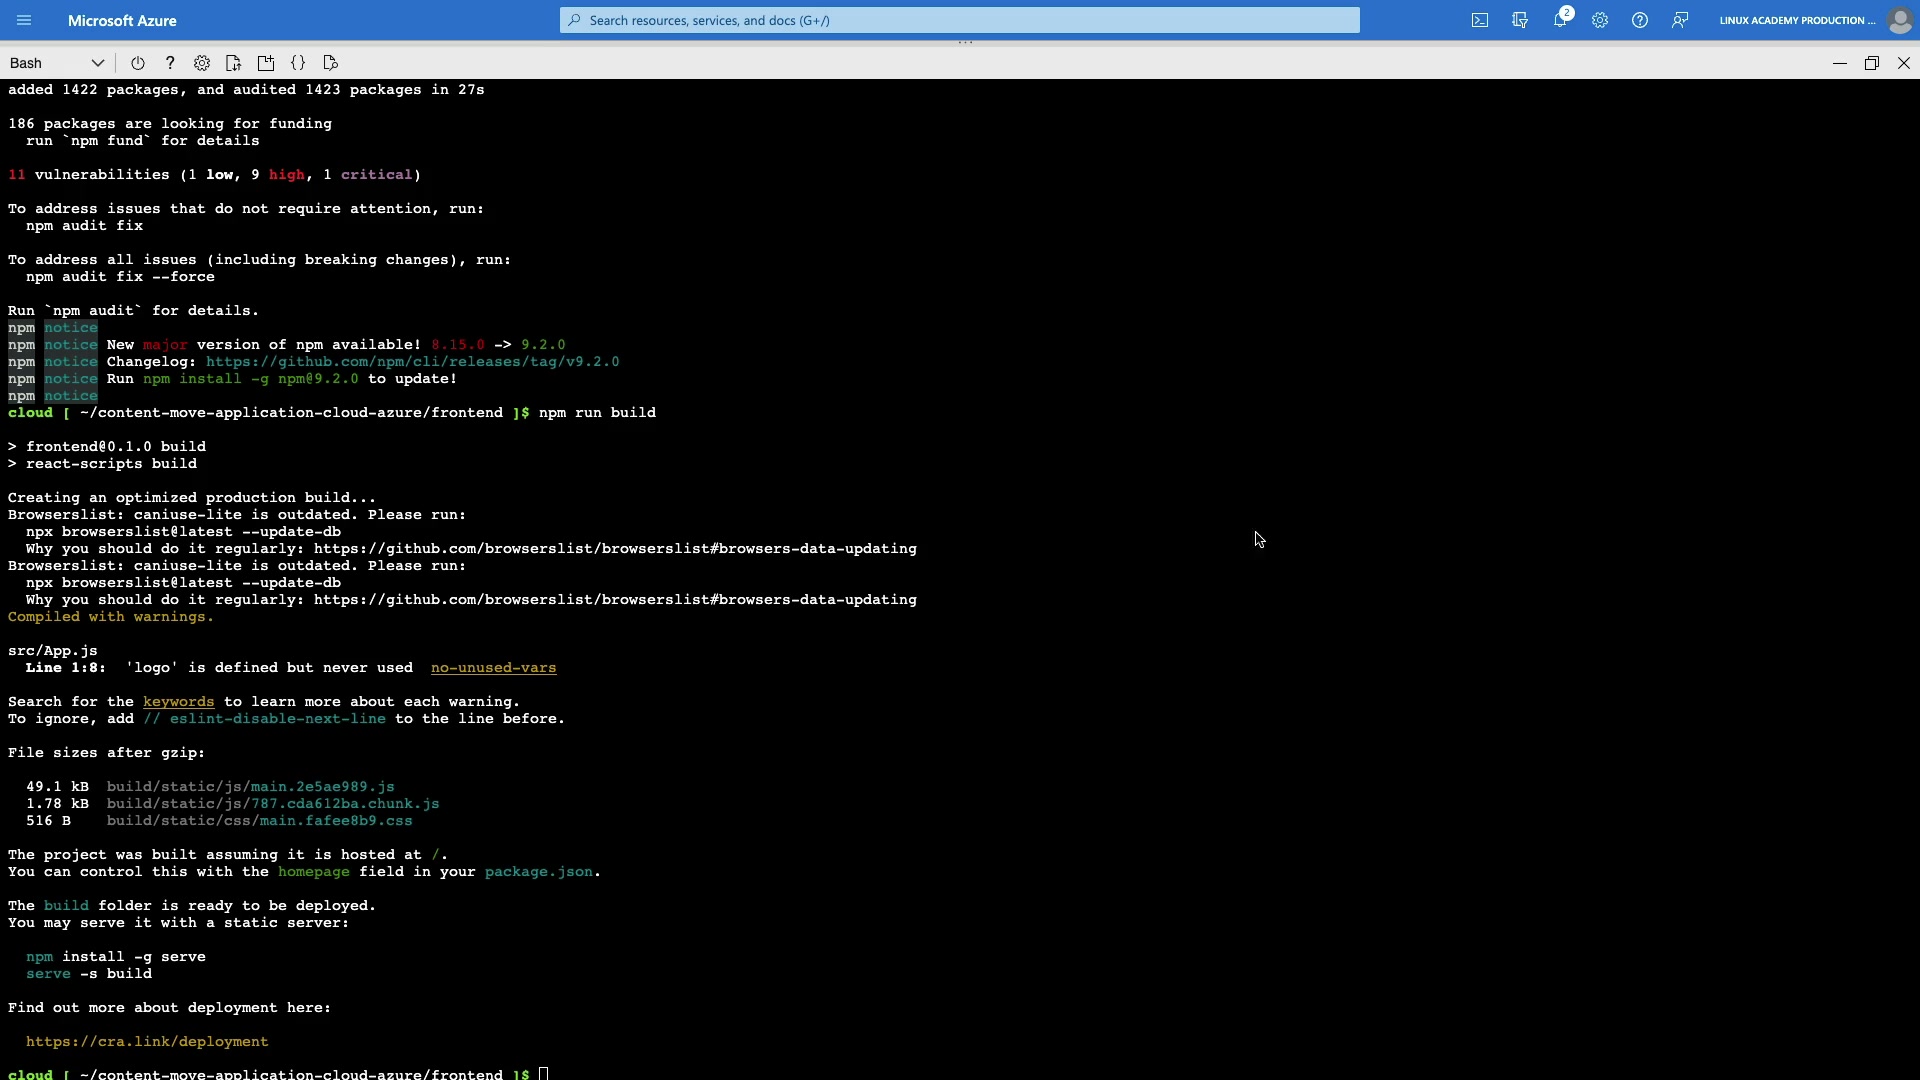 Microsoft Azure
Search resources, services, and docs (G+/)
2
LINUX ACADEMY PRODUCTION ...
Bash
added 1422 packages, and audited 1423 packages in 27s
186 packages are looking for funding
run `npm fund` for details
11 vulnerabilities (1 low, 9 high, 1 critical)
To address issues that do not require attention, run:
npm audit fix
To address all issues (including breaking changes), run:
npm audit fix --force
Run `npm audit` for details.
npm notice
npm notice New major version of npm available! 8.15.0 -> 9.2.0
npm notice Changelog: https://github.com/npm/cli/releases/tag/v9.2.0
npm notice Run npm install -g npm@9.2.0 to update!
npm notice
cloud [ ~/content-move-application-cloud-azure/frontend ]$ npm run build
> frontend@0.1.0 build
> react-scripts build
Creating an optimized production build...
Browserslist: caniuse-lite is outdated. Please run:
npx browserslist@latest --update-db
Why you should do it regularly: https://github.com/browserslist/browserslist#browsers-data-updating
Browserslist: caniuse-lite is outdated. Please run:
npx browserslist@latest --update-db
Why you should do it regularly: https://github.com/browserslist/browserslist#browsers-data-updating
Compiled with warnings.
src/App.js
Line 1:8: 'logo' is defined but never used no-unused-vars
Search for the keywords to learn more about each warning.
To ignore, add // eslint-disable-next-line to the line before.
File sizes after gzip:
49.1 kB build/static/js/main.2e5ae989.js
1.78 kB build/static/js/787.cda612ba.chunk.js
516 B build/static/css/main.fafee8b9.css
The project was built assuming it is hosted at /.
You can control this with the homepage field in your package.json.
The build folder is ready to be deployed.
You may serve it with a static server:
npm install -g serve
serve -s build
Find out more about deployment here:
https://cra.link/deployment
cloud [ ~/content-move-application-cloud-azure/frontend ]$